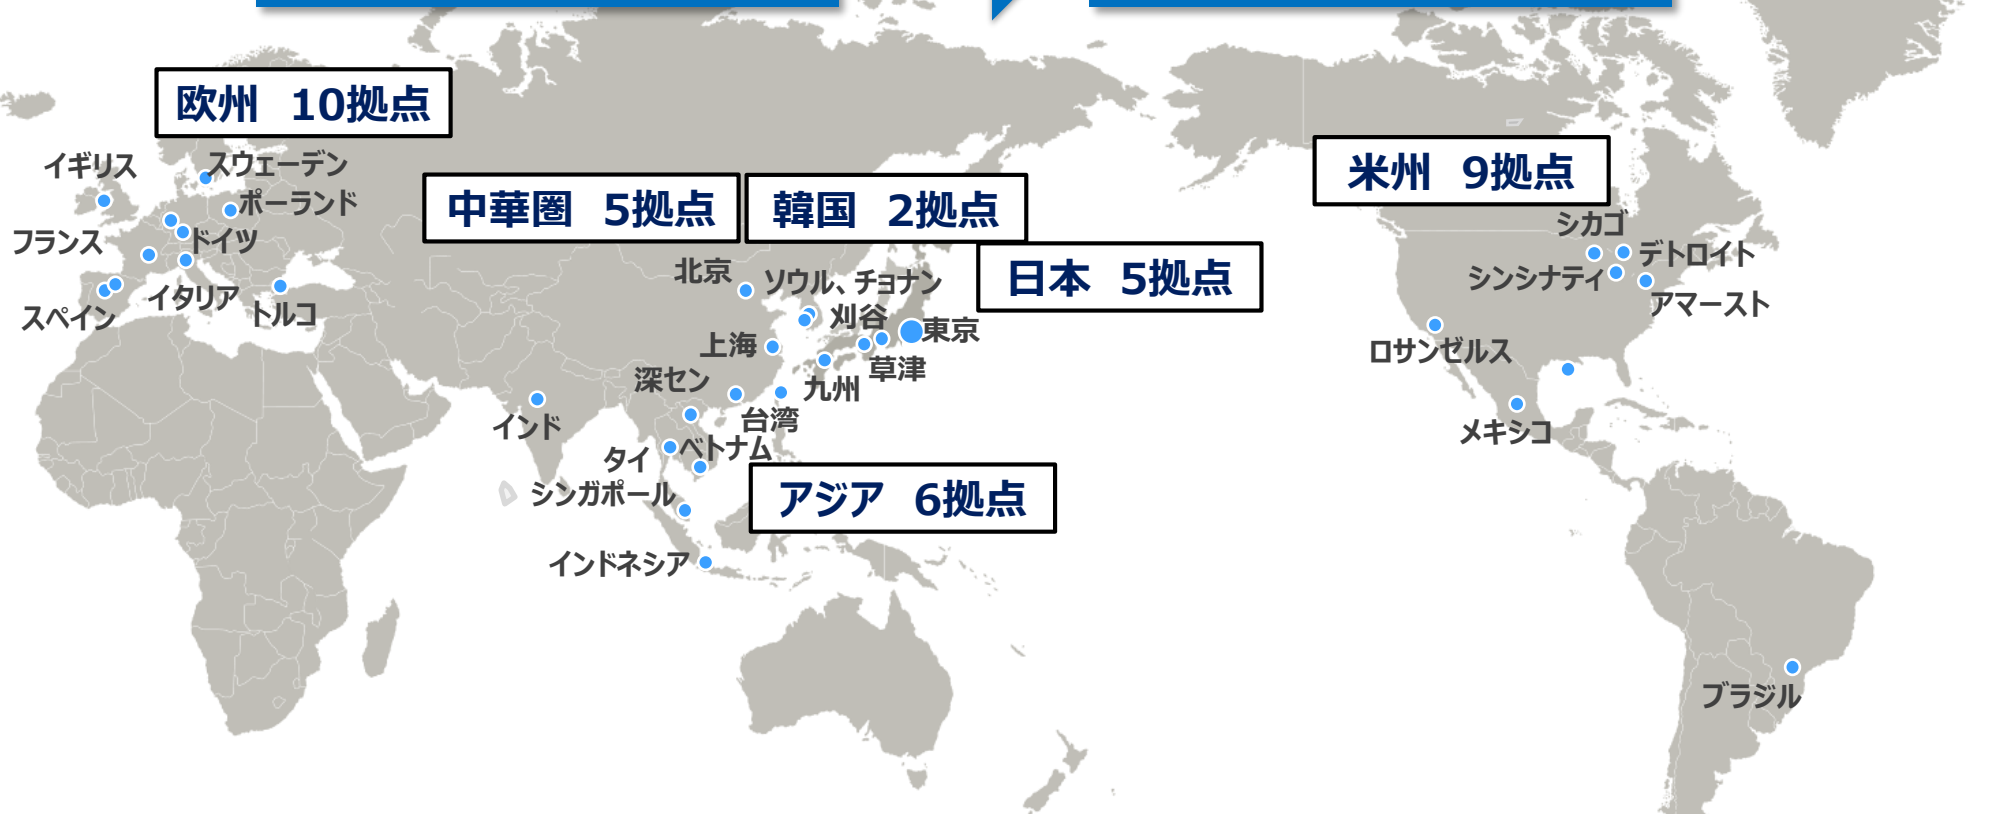 欧州 10拠点
イギリス
スウェーデン
ポーランド
フランス
ドイツ
スペイン
イタリア
トルコ
中華圏 5拠点
韓国 2拠点
日本 5拠点
北京
ソウル、チョナン
刈谷
東京
上海
草津
深セン
九州
台湾
インド
ベトナム
タイ
シンガポール
アジア 6拠点
インドネシア
米州 9拠点
シカゴ
デトロイト
シンシナティ
アマースト
ロサンゼルス
メキシコ
ブラジル